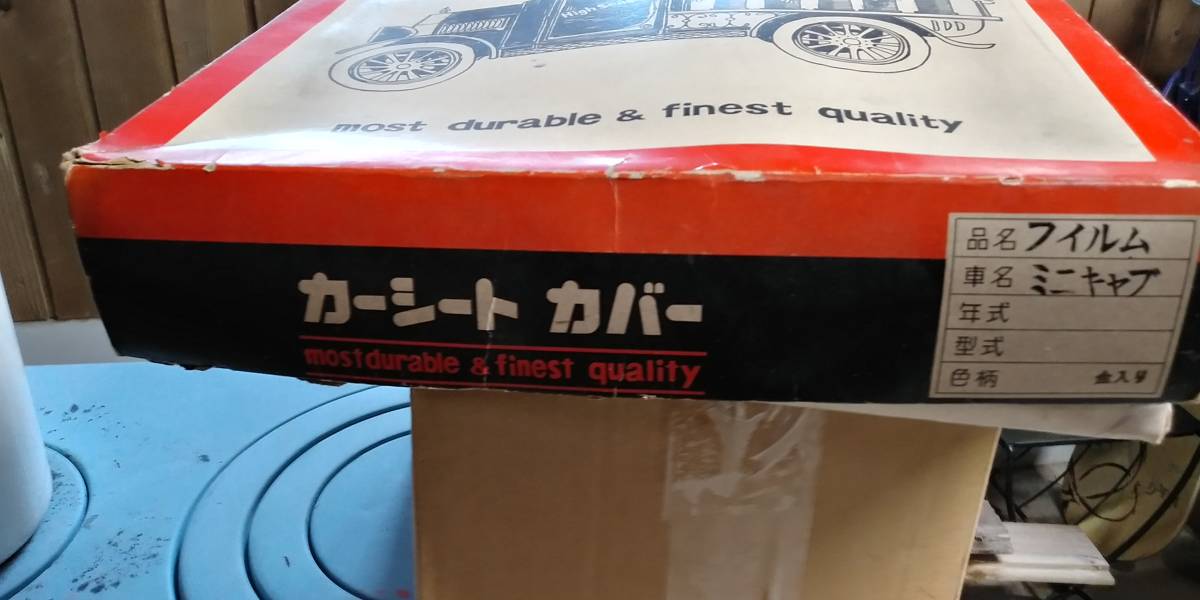 most durable & finest quality
カーシート カバー
most durable & finest quality
品名 フイルム
車名 ミニキャブ
年式
型式
色柄